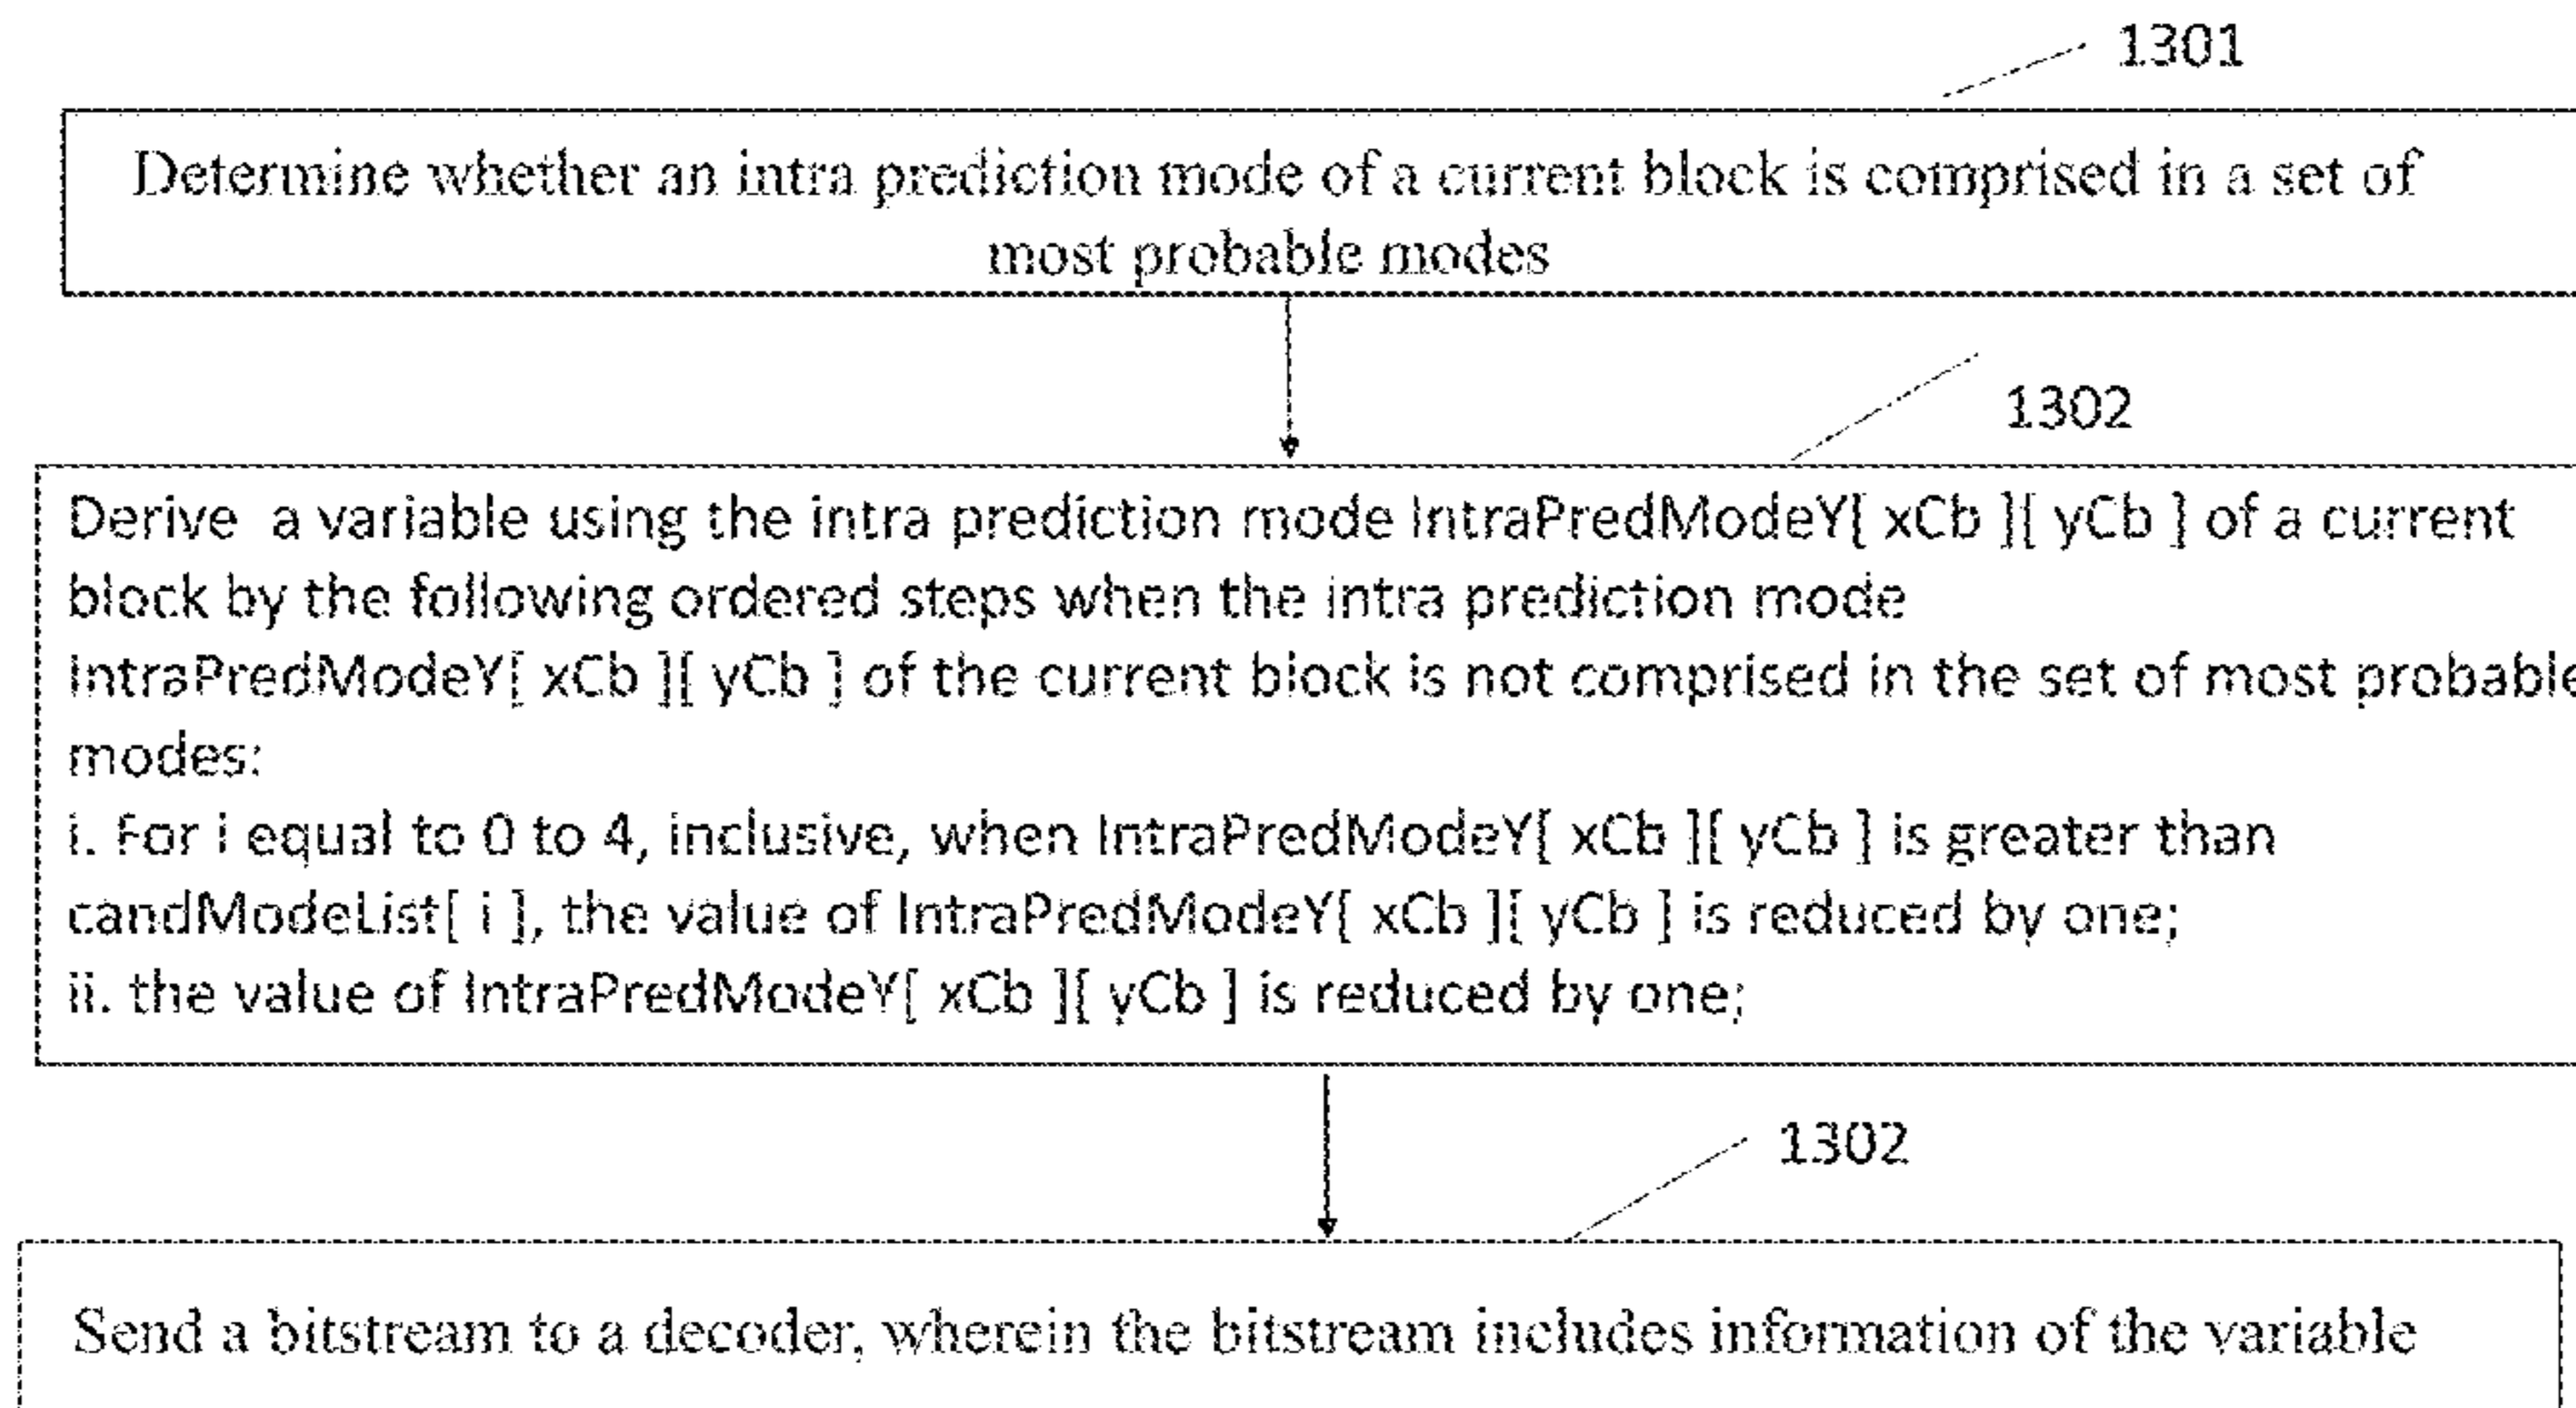 1301
Determine whether an intra prediction mode of a current block is comprised in a set of
most probable modes
1302
Derive a variable using the intra prediction mode IntraPredModeY[ xCb ][ yCb ] of a current
block by the following ordered steps when the intra prediction mode
IntraPredModeY[ xCb ][ yCb ] of the current block is not comprised in the set of most probable
modes:
i. For i equal to 0 to 4, inclusive, when IntraPredModeY[ xCb ][ yCb ] is greater than
candModeList[ i ], the value of IntraPredModeY[ xCb ][ yCb ] is reduced by one;
ii. the value of IntraPredModeY[ xCb ][ yCb ] is reduced by one;
1302
Send a bitstream to a decoder, wherein the bitstream includes information of the variable